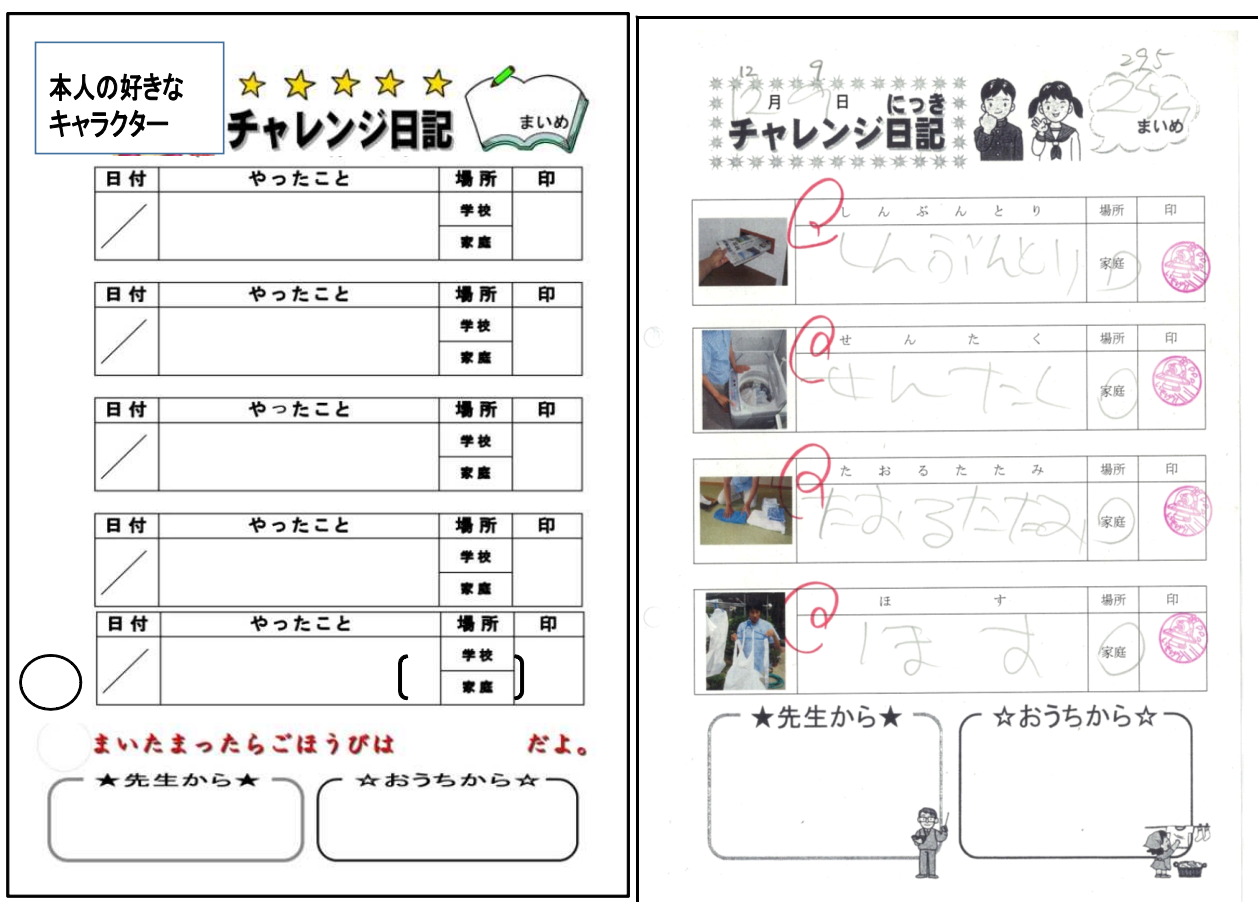 本人の好きな
キャラクター
チャレンジ日記
まいめ
日付 やったこと 場所 印
学校
家庭
日付 やったこと 場所 印
学校
家庭
日付 やったこと 場所 印
学校
家庭
日付 やったこと 場所 印
学校
家庭
日付 やったこと 場所 印
学校
家庭
まいたまったらごほうびは だよ。
★先生から★ ☆おうちから☆
12 9
12月9日 にっき
チャレンジ日記
295
まいめ
しんぶんとり 場所 印
しんぶんとり 家庭
せんたく 場所 印
せんたく 家庭
たおるたたみ 場所 印
たおるたたみ 家庭
ほす 場所 印
ほす 家庭
★先生から★ ☆おうちから☆